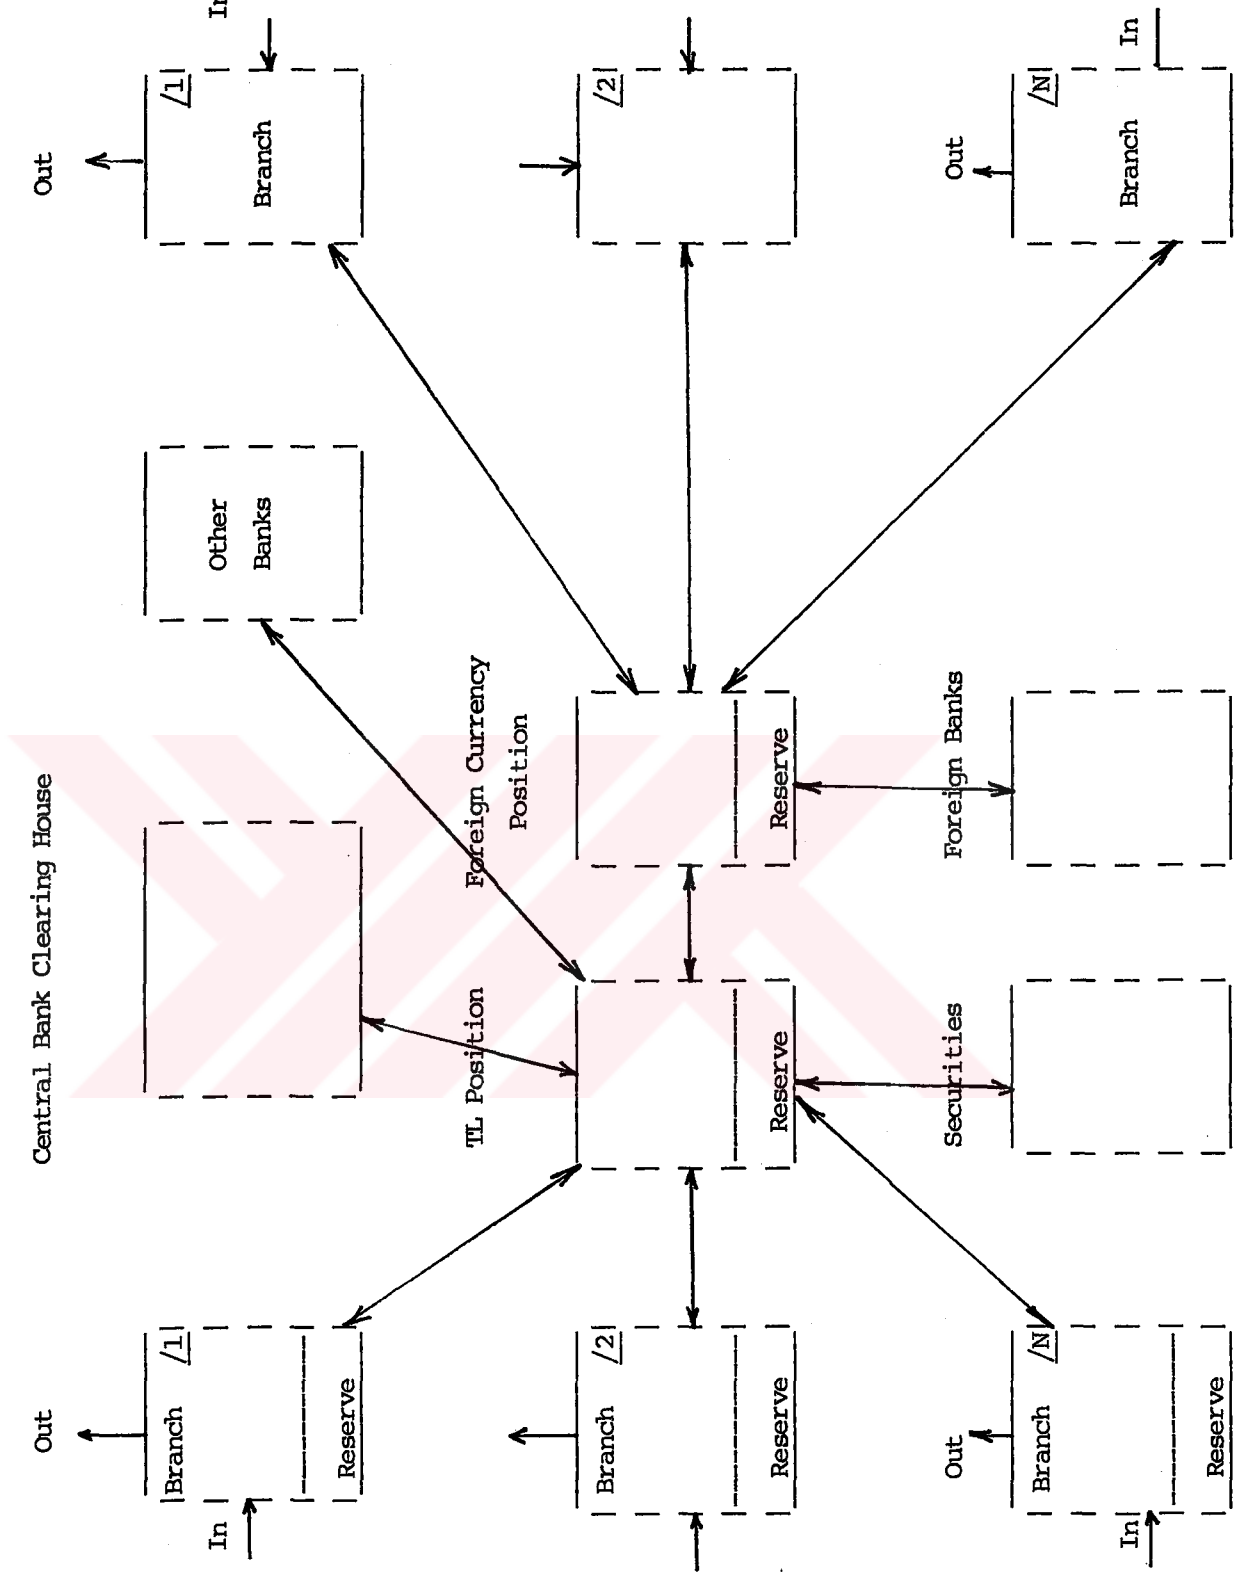 Out Central Bank Clearing House Out
Branch /1 /1
In Other In
Banks Branch
Reserve
TL Position Foreign Currency
Position
Branch /2 /2
Reserve Reserve Reserve
Out Securities Foreign Banks Out
Branch /N /N
In Branch In
Reserve